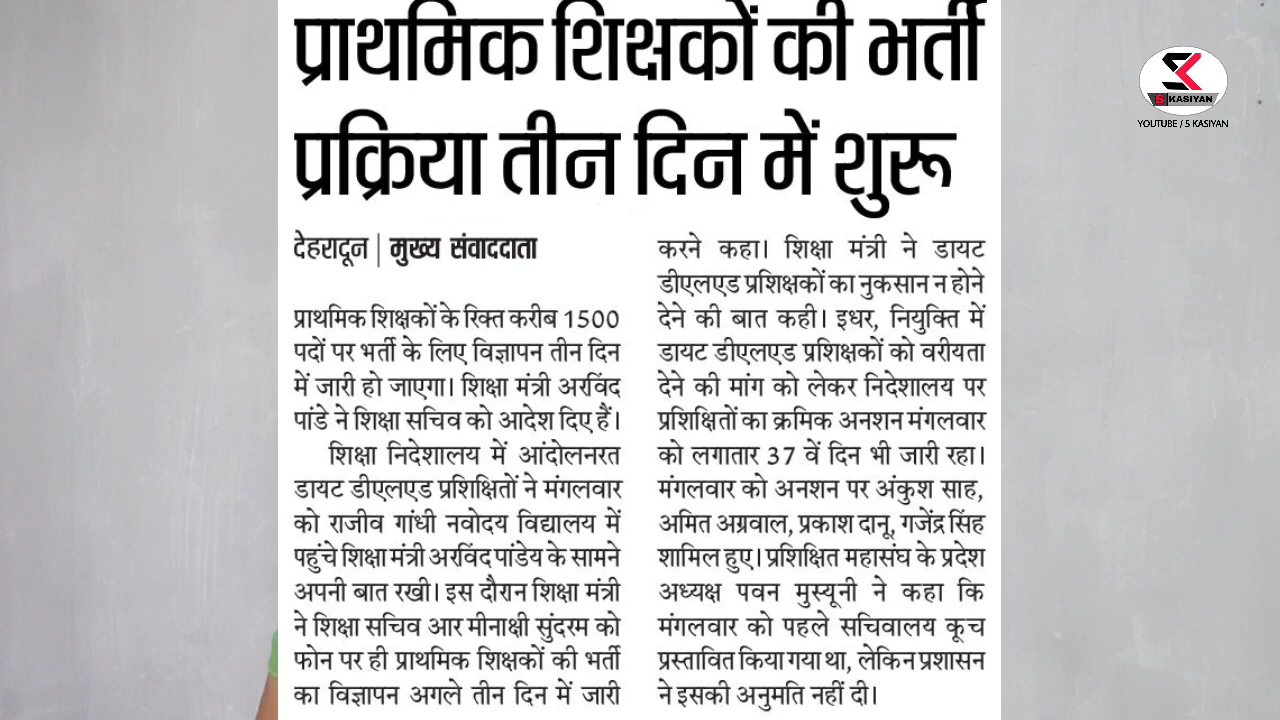 प्राथमिक शिक्षकों की भर्ती
प्रक्रिया तीन दिन में शुरू
देहरादून | मुख्य संवाददाता
प्राथमिक शिक्षकों के रिक्त करीब 1500
पदों पर भर्ती के लिए विज्ञापन तीन दिन
में जारी हो जाएगा। शिक्षा मंत्री अरविंद
पांडे ने शिक्षा सचिव को आदेश दिए हैं।
शिक्षा निदेशालय में आंदोलनरत
डायट डीएलएड प्रशिक्षितों ने मंगलवार
को राजीव गांधी नवोदय विद्यालय में
पहुंचे शिक्षा मंत्री अरविंद पांडेय के सामने
अपनी बात रखी। इस दौरान शिक्षा मंत्री
ने शिक्षा सचिव आर मीनाक्षी सुंदरम को
फोन पर ही प्राथमिक शिक्षकों की भर्ती
का विज्ञापन अगले तीन दिन में जारी
करने कहा। शिक्षा मंत्री ने डायट
डीएलएड प्रशिक्षकों का नुकसान न होने
देने की बात कही। इधर, नियुक्ति में
डायट डीएलएड प्रशिक्षकों को वरीयता
देने की मांग को लेकर निदेशालय पर
प्रशिक्षितों का क्रमिक अनशन मंगलवार
को लगातार 37 वें दिन भी जारी रहा।
मंगलवार को अनशन पर अंकुश साह,
अमित अग्रवाल, प्रकाश दानू, गजेंद्र सिंह
शामिल हुए। प्रशिक्षित महासंघ के प्रदेश
अध्यक्ष पवन मुस्यूनी ने कहा कि
मंगलवार को पहले सचिवालय कूच
प्रस्तावित किया गया था, लेकिन प्रशासन
ने इसकी अनुमति नहीं दी।
S KASIYAN
YOUTUBE / S KASIYAN